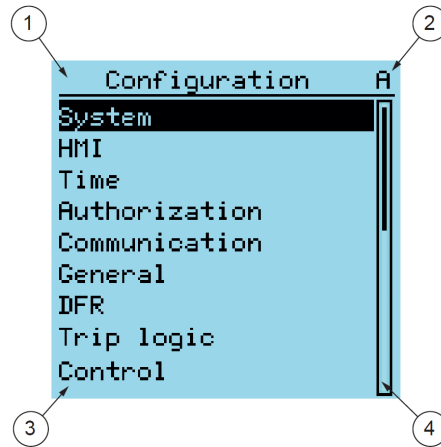 1 2
Configuration A
System
HMI
Time
Authorization
Communication
General
DFR
Trip logic
Control
3 4